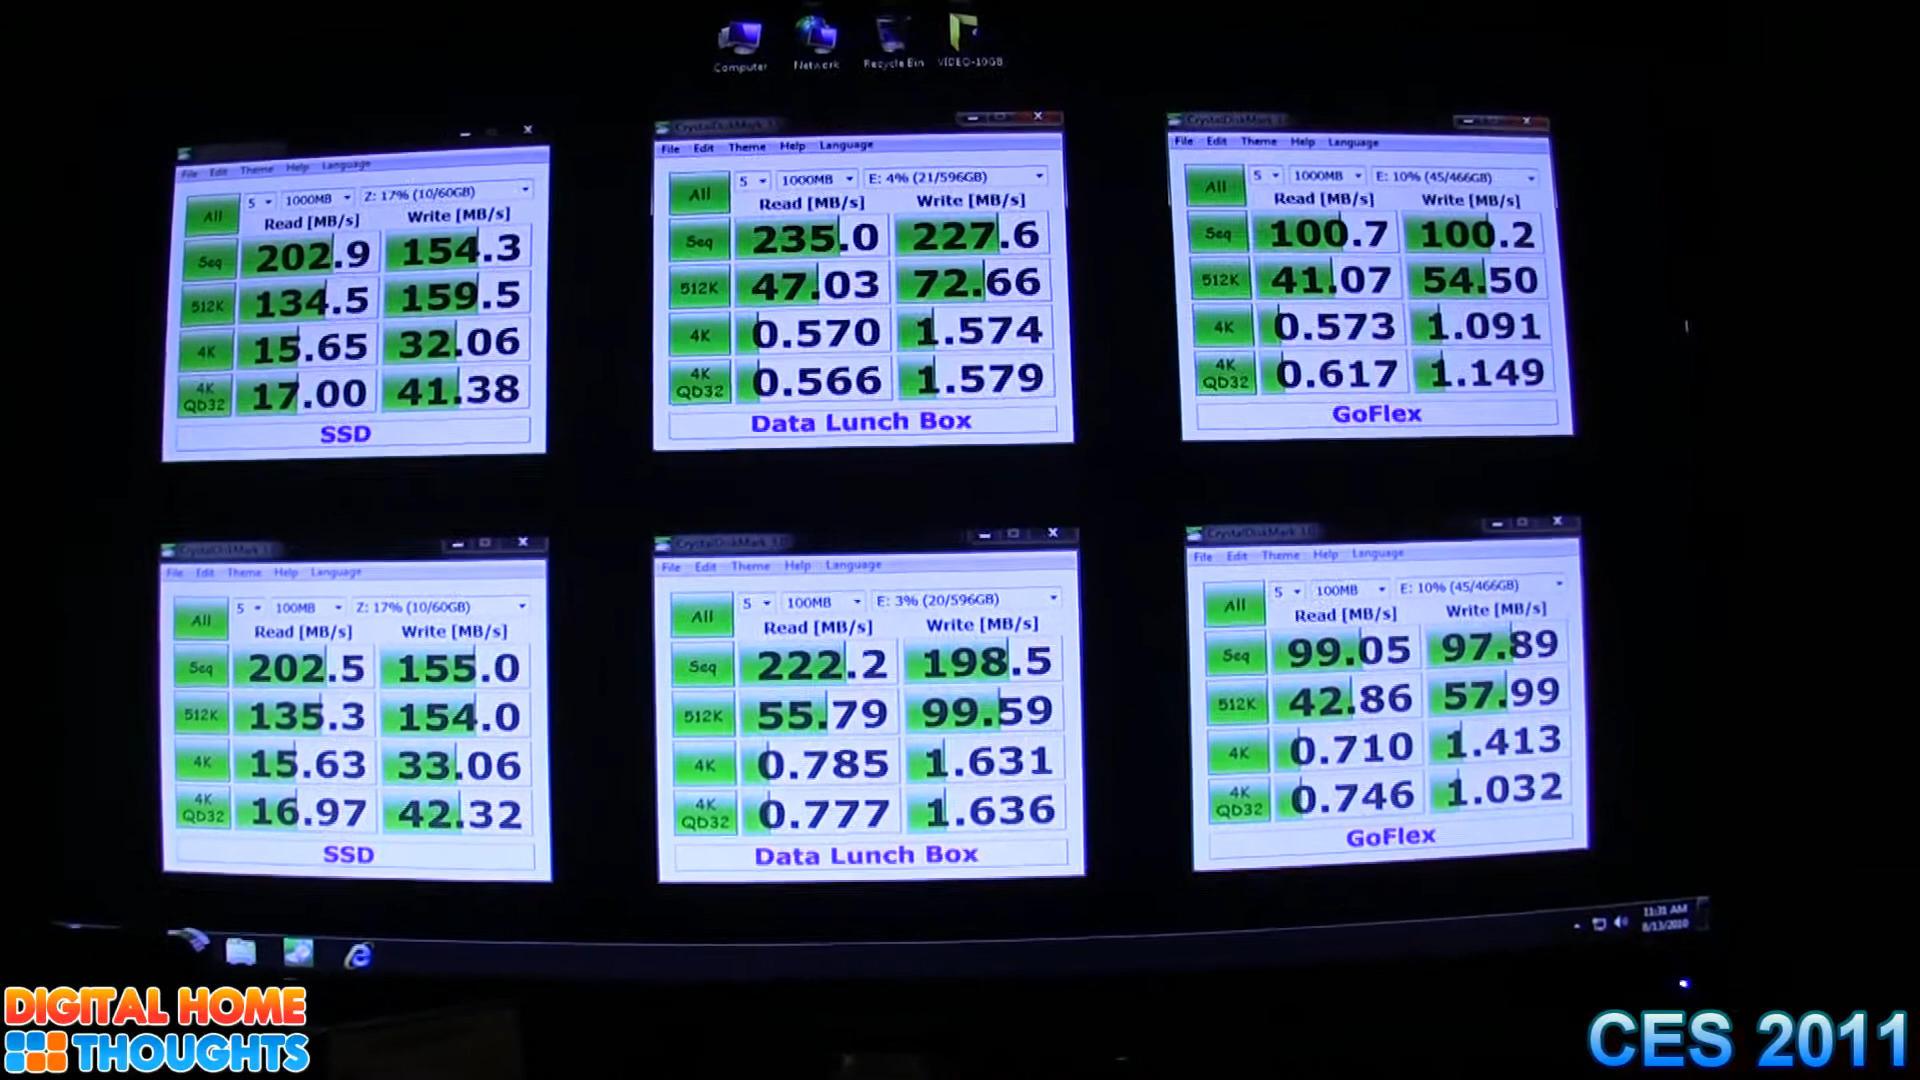 Computer Network Recycle Bin VIDEO-10GB
File Edit Theme Help Language
All 5 1000MB Z: 17% (10/60GB)
Read [MB/s] Write [MB/s]
Seq 202.9 154.3
512K 134.5 159.5
4K 15.65 32.06
4K QD32 17.00 41.38
SSD
CrystalDiskMark
File Edit Theme Help Language
All 5 1000MB E: 4% (21/596GB)
Read [MB/s] Write [MB/s]
Seq 235.0 227.6
512K 47.03 72.66
4K 0.570 1.574
4K QD32 0.566 1.579
Data Lunch Box
CrystalDiskMark
File Edit Theme Help Language
All 5 1000MB E: 10% (45/466GB)
Read [MB/s] Write [MB/s]
Seq 100.7 100.2
512K 41.07 54.50
4K 0.573 1.091
4K QD32 0.617 1.149
GoFlex
CrystalDiskMark
File Edit Theme Help Language
All 5 100MB Z: 17% (10/60GB)
Read [MB/s] Write [MB/s]
Seq 202.5 155.0
512K 135.3 154.0
4K 15.63 33.06
4K QD32 16.97 42.32
SSD
CrystalDiskMark
File Edit Theme Help Language
All 5 100MB E: 3% (20/596GB)
Read [MB/s] Write [MB/s]
Seq 222.2 198.5
512K 55.79 99.59
4K 0.785 1.631
4K QD32 0.777 1.636
Data Lunch Box
CrystalDiskMark
File Edit Theme Help Language
All 5 100MB E: 10% (45/466GB)
Read [MB/s] Write [MB/s]
Seq 99.05 97.89
512K 42.86 57.99
4K 0.710 1.413
4K QD32 0.746 1.032
GoFlex
11:31 AM
8/13/2010
DIGITAL HOME
THOUGHTS
CES 2011